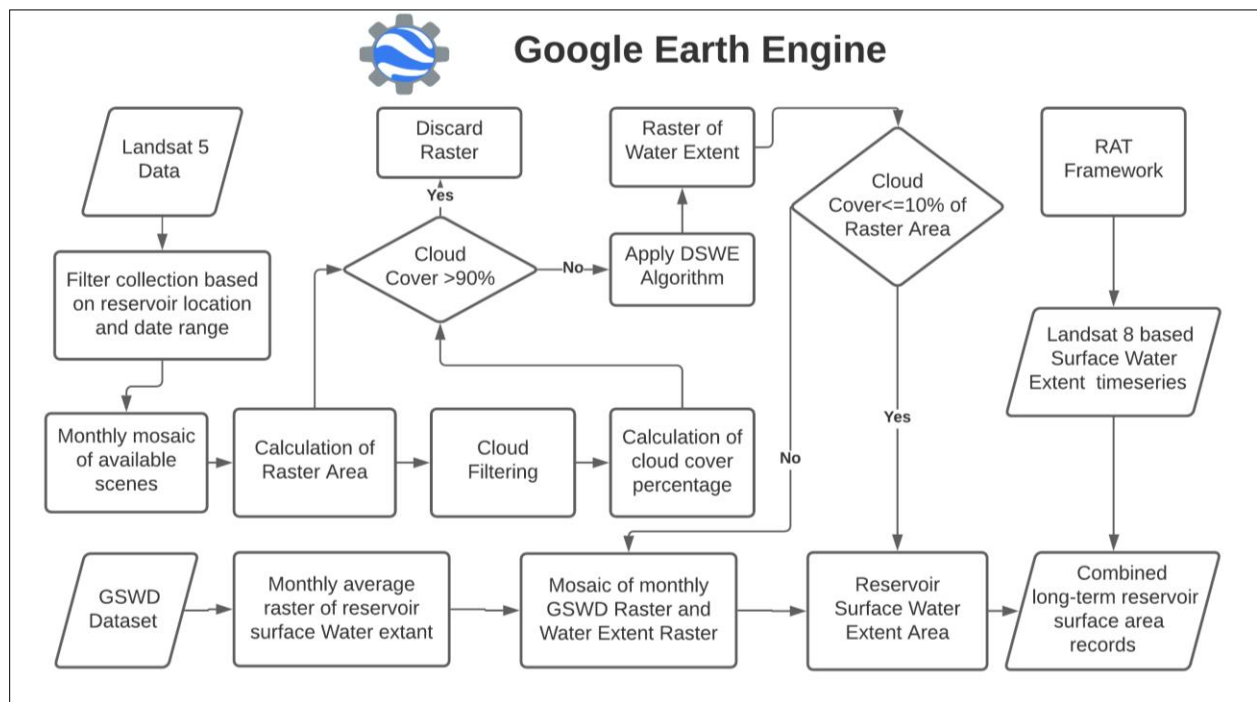 Google Earth Engine
Landsat 5
Data
Filter collection based
on reservoir location
and date range
Monthly mosaic
of available
scenes
Calculation of
Raster Area
Cloud
Filtering
Calculation of
cloud cover
percentage
Discard
Raster
Yes
Cloud
Cover >90%
No
Apply DSWE
Algorithm
Raster of
Water Extent
Cloud
Cover<=10% of
Raster Area
Yes
No
RAT
Framework
Landsat 8 based
Surface Water
Extent timeseries
GSWD
Dataset
Monthly average
raster of reservoir
surface Water extant
Mosaic of monthly
GSWD Raster and
Water Extent Raster
Reservoir
Surface Water
Extent Area
Combined
long-term reservoir
surface area
records